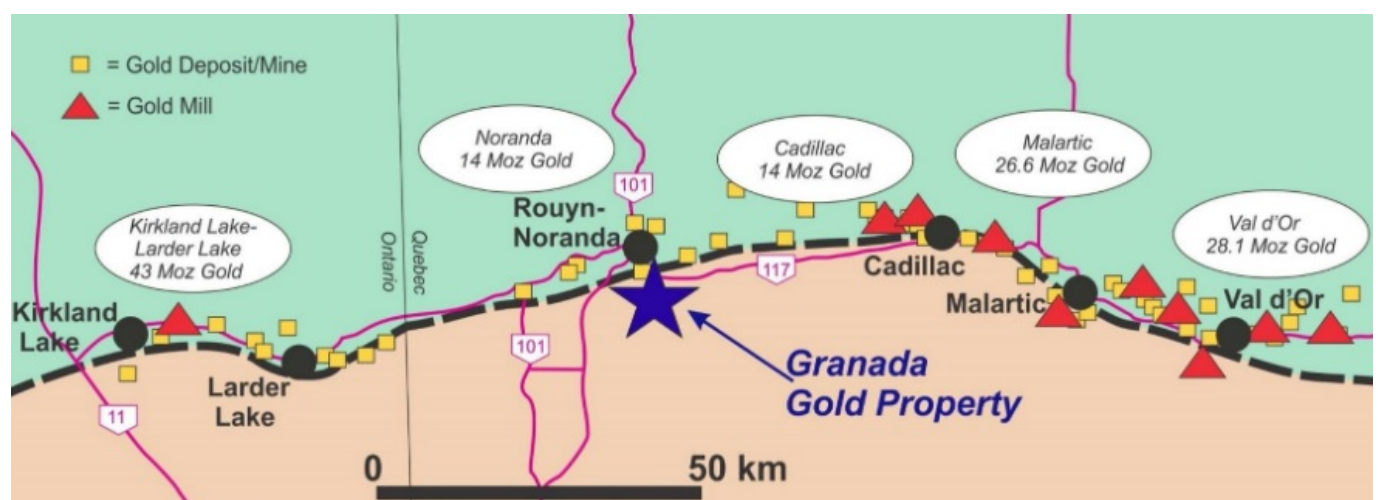 = Gold Deposit/Mine
= Gold Mill
Noranda
14 Moz Gold
Cadillac
14 Moz Gold
Malartic
26.6 Moz Gold
Kirkland Lake-
Larder Lake
43 Moz Gold
Val d'Or
28.1 Moz Gold
Ontario
Quebec
101
Rouyn-
Noranda
117
Cadillac
Malartic
Val d'Or
Kirkland
Lake
Larder
Lake
11
101
Granada
Gold Property
0
50 km